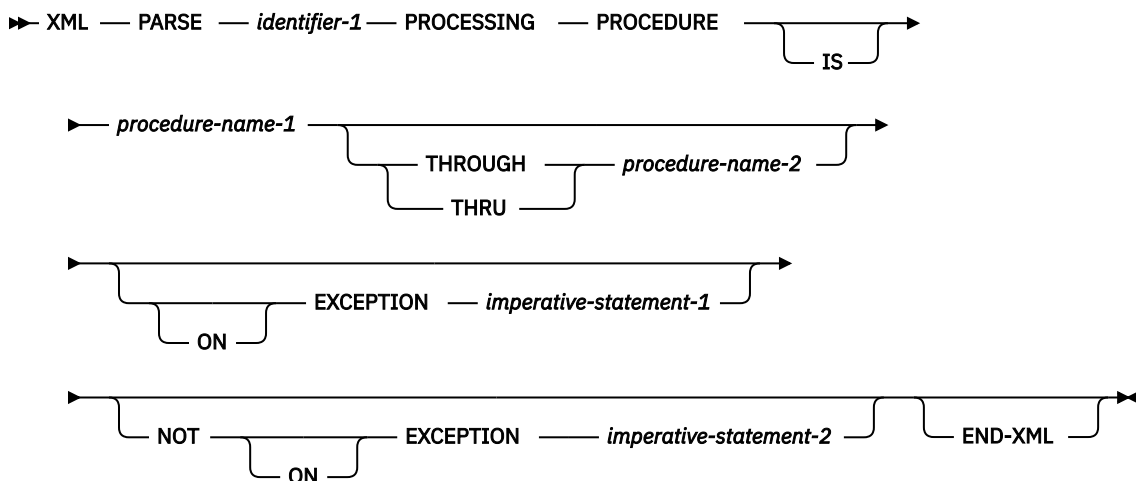 XML PARSE identifier-1 PROCESSING PROCEDURE
IS
procedure-name-1
THROUGH procedure-name-2
THRU
EXCEPTION imperative-statement-1
ON
NOT EXCEPTION imperative-statement-2 END-XML
ON